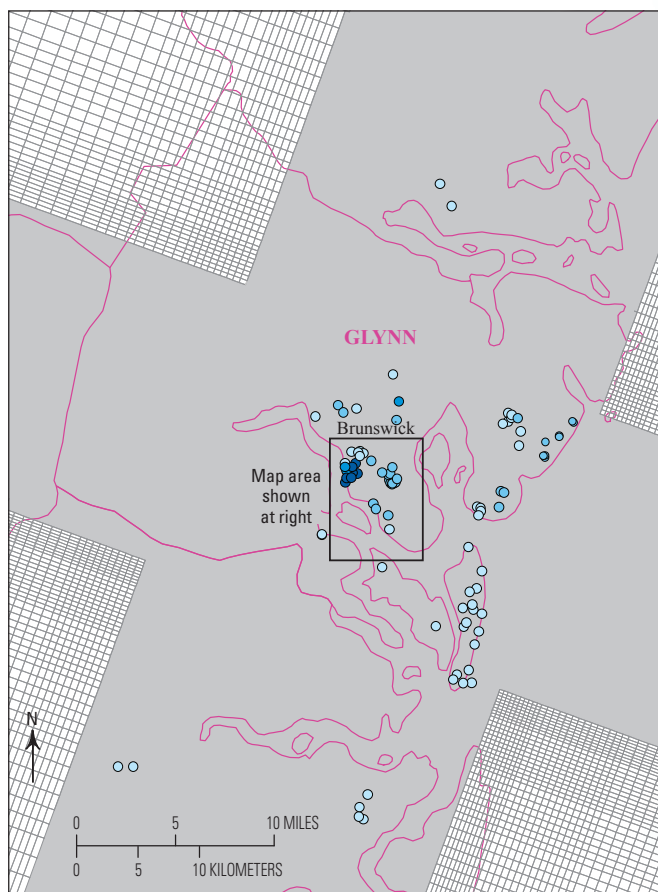 GLYNN
Brunswick
Map area
shown
at right
N
0 5 10 MILES
0 5 10 KILOMETERS